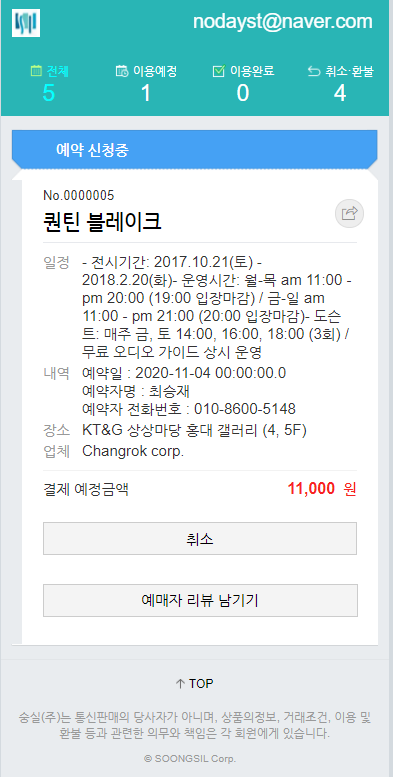 nodayst@naver.com
전체 이용예정 이용완료 취소·환불
5 1 0 4
예약 신청중
No.0000005
퀀틴 블레이크
일정 - 전시기간: 2017.10.21(토) -
2018.2.20(화)- 운영시간: 월-목 am 11:00 -
pm 20:00 (19:00 입장마감) / 금-일 am
11:00 - pm 21:00 (20:00 입장마감)- 도슨
트: 매주 금, 토 14:00, 16:00, 18:00 (3회) /
무료 오디오 가이드 상시 운영
내역 예약일 : 2020-11-04 00:00:00.0
예약자명 : 최승재
예약자 전화번호 : 010-8600-5148
장소 KT&G 상상마당 홍대 갤러리 (4, 5F)
업체 Changrok corp.
결제 예정금액 11,000 원
취소
예매자 리뷰 남기기
TOP
숭실(주)는 통신판매의 당사자가 아니며, 상품의정보, 거래조건, 이용 및
환불 등과 관련한 의무와 책임은 각 회원에게 있습니다.
© SOONGSIL Corp.